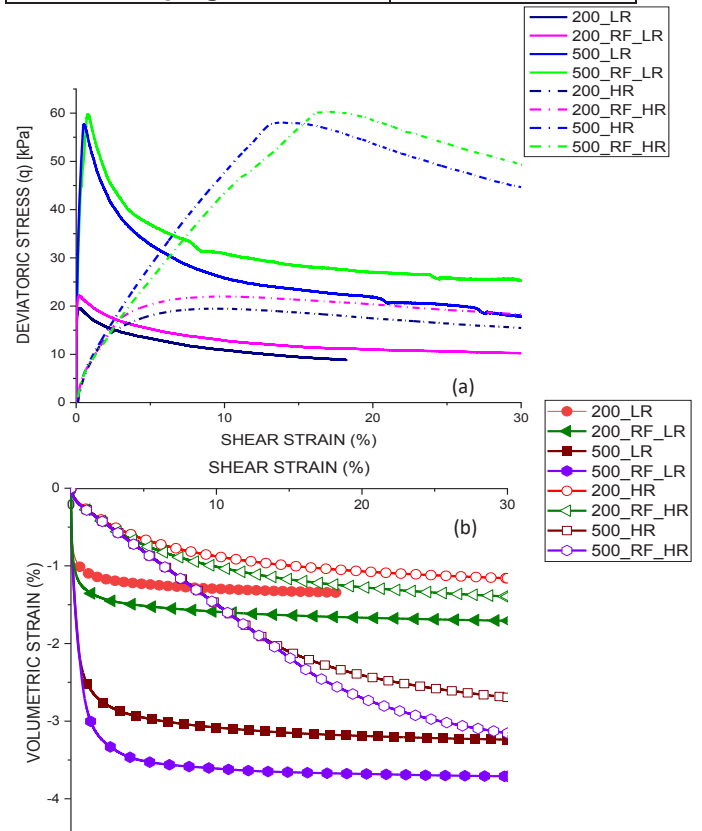 200_LR
200_RF_LR
500_LR
500_RF_LR
200_HR
200_RF_HR
500_HR
500_RF_HR
DEVIATORIC STRESS (q) [kPa]
60
50
40
30
20
10
0
(a)
0 10 20 30
SHEAR STRAIN (%)
200_LR
200_RF_LR
500_LR
500_RF_LR
200_HR
200_RF_HR
500_HR
500_RF_HR
SHEAR STRAIN (%)
0 10 20 30
VOLUMETRIC STRAIN (%)
0
-1
-2
-3
-4
(b)